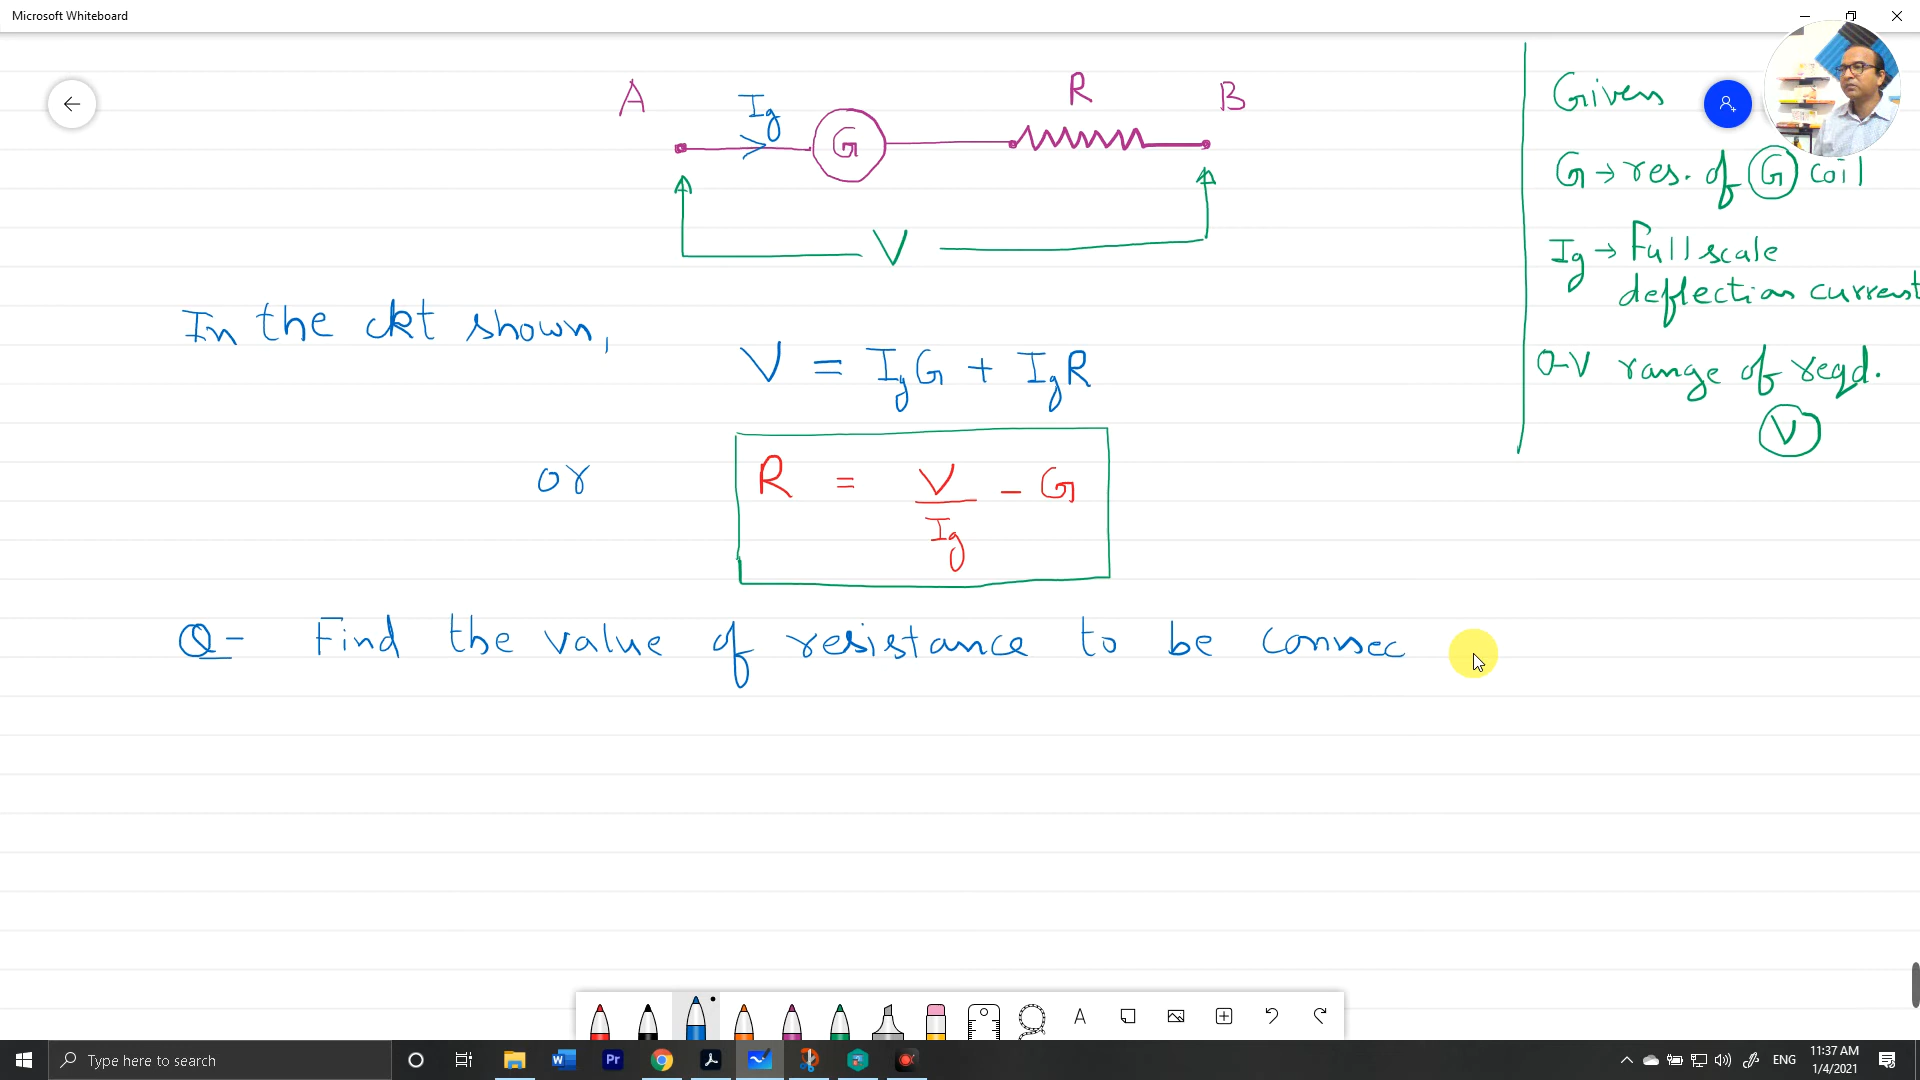 Microsoft Whiteboard
A Ig G R B
V
Given
G → res. of G coil
Ig → Full scale
deflection current
0-V range of reqd.
V
In the ckt shown,
V = IgG + IgR
or R = V/Ig - G
Q- Find the value of resistance to be connec
A
Type here to search
W
Pr
ENG
11:37 AM
1/4/2021